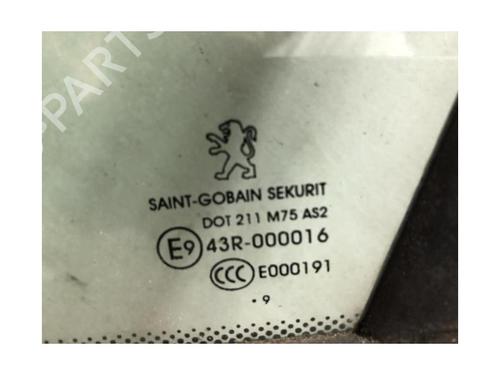 SAINT-GOBAIN SEKURIT
DOT 211 M75 AS2
E9 43R-000016
CCC E000191
· 9